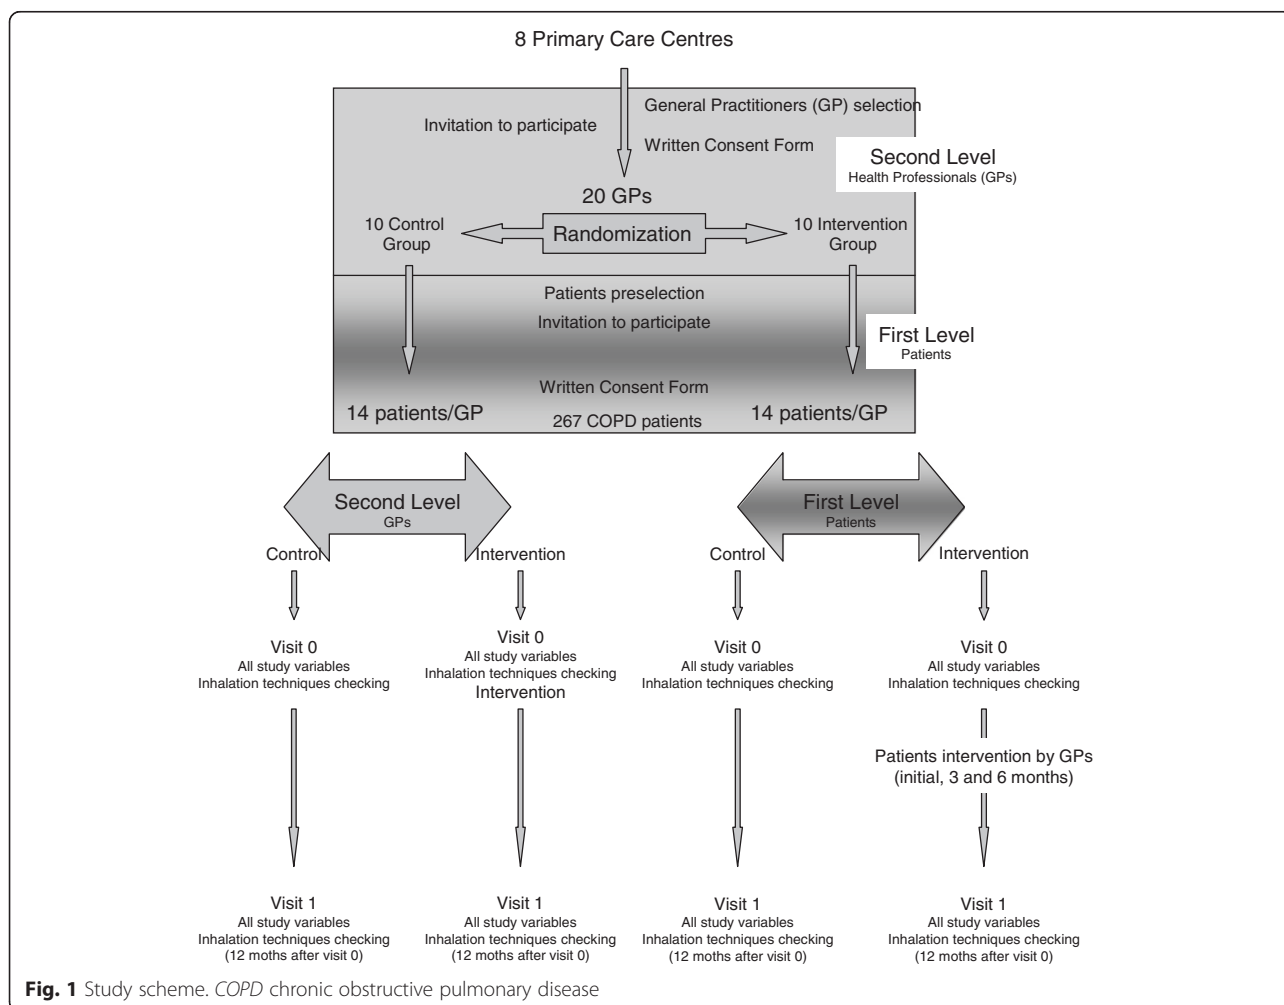 8 Primary Care Centres
General Practitioners (GP) selection
Invitation to participate
Written Consent Form
Second Level
Health Professionals (GPs)
20 GPs
10 Control
Group
Randomization
10 Intervention
Group
Patients preselection
Invitation to participate
First Level
Patients
Written Consent Form
14 patients/GP
267 COPD patients
14 patients/GP
Second Level
GPs
First Level
Patients
Control
Intervention
Control
Intervention
Visit 0
All study variables
Inhalation techniques checking
Visit 0
All study variables
Inhalation techniques checking
Intervention
Visit 0
All study variables
Inhalation techniques checking
Visit 0
All study variables
Inhalation techniques checking
Patients intervention by GPs
(initial, 3 and 6 months)
Visit 1
All study variables
Inhalation techniques checking
(12 moths after visit 0)
Visit 1
All study variables
Inhalation techniques checking
(12 moths after visit 0)
Visit 1
All study variables
Inhalation techniques checking
(12 moths after visit 0)
Visit 1
All study variables
Inhalation techniques checking
(12 moths after visit 0)
Fig. 1 Study scheme. COPD chronic obstructive pulmonary disease